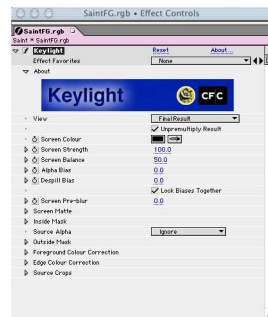 SaintFG.rgb • Effect Controls
SaintFG.rgb
Saint * SaintFG.rgb
Keylight Reset About...
Effect Favorites None
About
Keylight CFC
View Final Result
Unpremultiply Result
Screen Colour
Screen Strength 100.0
Screen Balance 50.0
Alpha Bias 0.0
Despill Bias 0.0
Lock Biases Together
Screen Pre-blur 0.0
Screen Matte
Inside Mask
Source Alpha Ignore
Outside Mask
Foreground Colour Correction
Edge Colour Correction
Source Crops